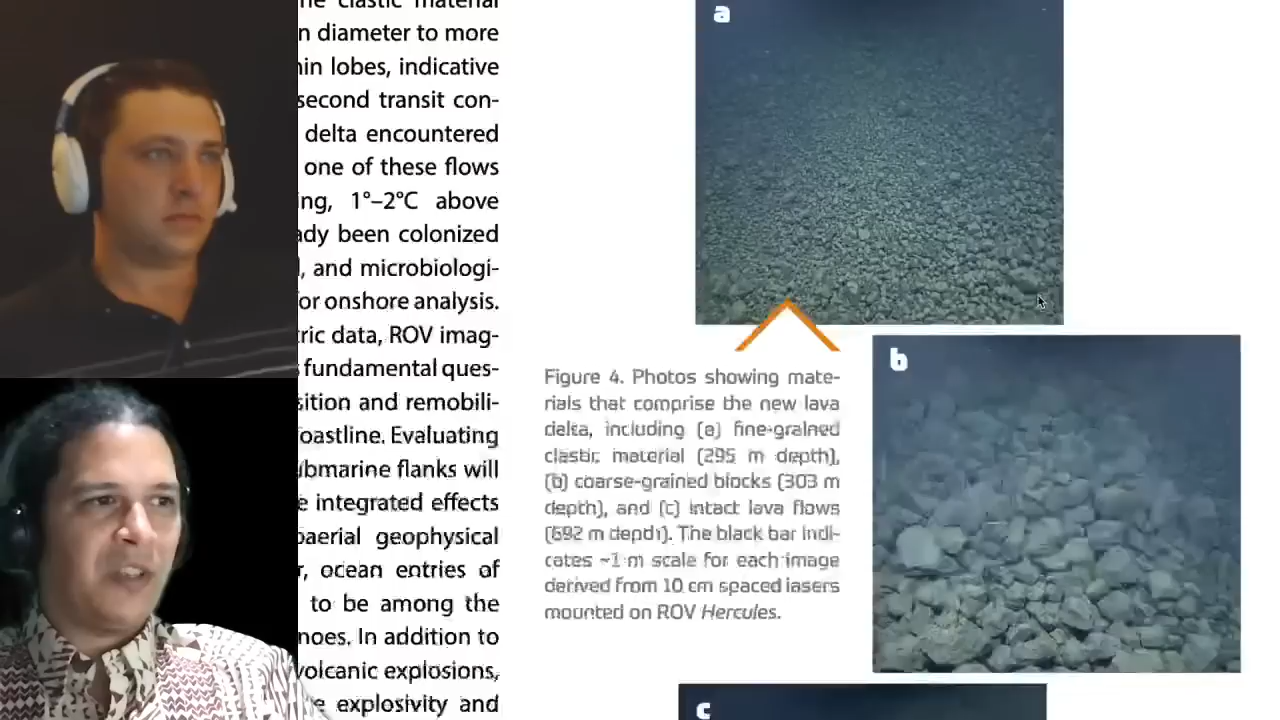 he clastic material
n diameter to more
nin lobes, indicative
second transit con-
delta encountered
one of these flows
ing, 1°–2°C above
ady been colonized
l, and microbiologi-
or onshore analysis.
tric data, ROV imag-
fundamental ques-
sition and remobili-
oastline. Evaluating
ubmarine flanks will
e integrated effects
paerial geophysical
r, ocean entries of
to be among the
noes. In addition to
volcanic explosions,
e explosivity and
a
Figure 4. Photos showing mate-
rials that comprise the new lava
delta, including (a) fine-grained
clastic material (295 m depth),
(b) coarse-grained blocks (303 m
depth), and (c) intact lava flows
(692 m depth). The black bar indi-
cates ~1 m scale for each image
derived from 10 cm spaced lasers
mounted on ROV Hercules.
b
c